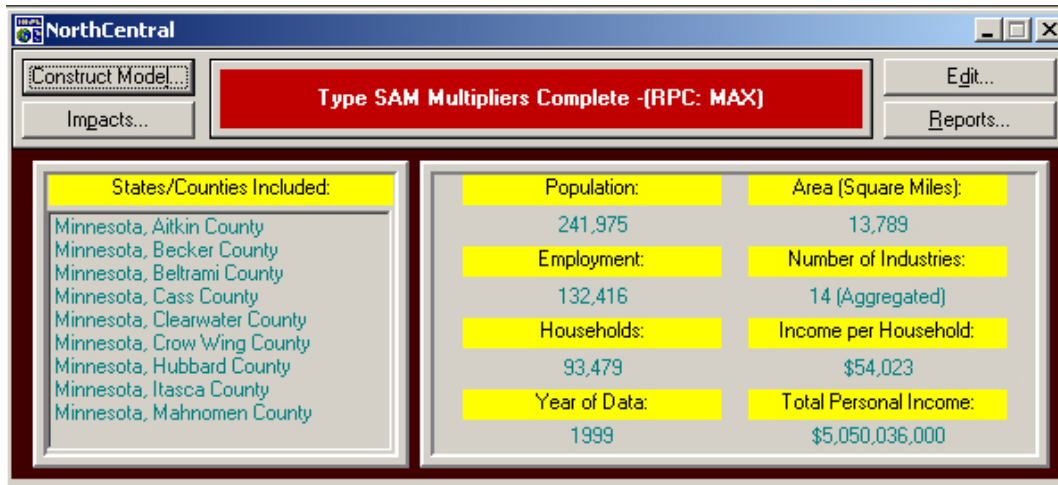 NorthCentral
Construct Model...
Type SAM Multipliers Complete -(RPC: MAX)
Edit...
Impacts...
Reports...
States/Counties Included:
Minnesota, Aitkin County
Minnesota, Becker County
Minnesota, Beltrami County
Minnesota, Cass County
Minnesota, Clearwater County
Minnesota, Crow Wing County
Minnesota, Hubbard County
Minnesota, Itasca County
Minnesota, Mahnomen County
Population:
241,975
Area (Square Miles):
13,789
Employment:
132,416
Number of Industries:
14 (Aggregated)
Households:
93,479
Income per Household:
$54,023
Year of Data:
1999
Total Personal Income:
$5,050,036,000